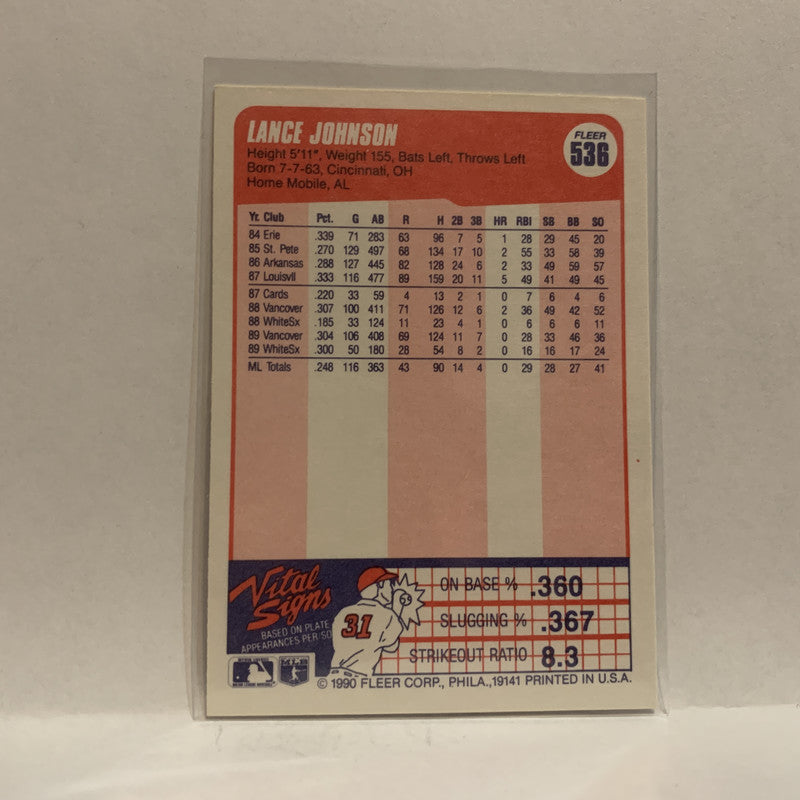 LANCE JOHNSON
FLEER
536
Height 5'11", Weight 155, Bats Left, Throws Left
Born 7-7-63, Cincinnati, OH
Home Mobile, AL
Yr. Club Pct. G AB R H 2B 3B HR RBI SB BB SO
84 Erie .339 71 283 63 96 7 5 1 28 29 45 20
85 St. Pete .270 129 497 68 134 17 10 2 55 33 58 39
86 Arkansas .288 127 445 82 128 24 6 2 33 49 59 57
87 Louisvil .333 116 477 89 159 20 11 5 49 41 49 45
87 Cards .220 33 59 4 13 2 1 0 7 6 4 6
88 Vancover .307 100 411 71 126 12 6 2 36 49 42 52
88 WhiteSx .185 33 124 11 23 4 1 0 6 6 6 11
89 Vancover .304 106 408 69 124 11 7 0 28 33 46 36
89 WhiteSx .300 50 180 28 54 8 2 0 16 16 17 24
ML Totals .248 116 363 43 90 14 4 0 29 28 27 41
Vital
Signs
BASED ON PLATE
APPEARANCES PER SO
31
ON BASE % .360
SLUGGING % .367
STRIKEOUT RATIO 8.3
© 1990 FLEER CORP., PHILA., 19141 PRINTED IN U.S.A.